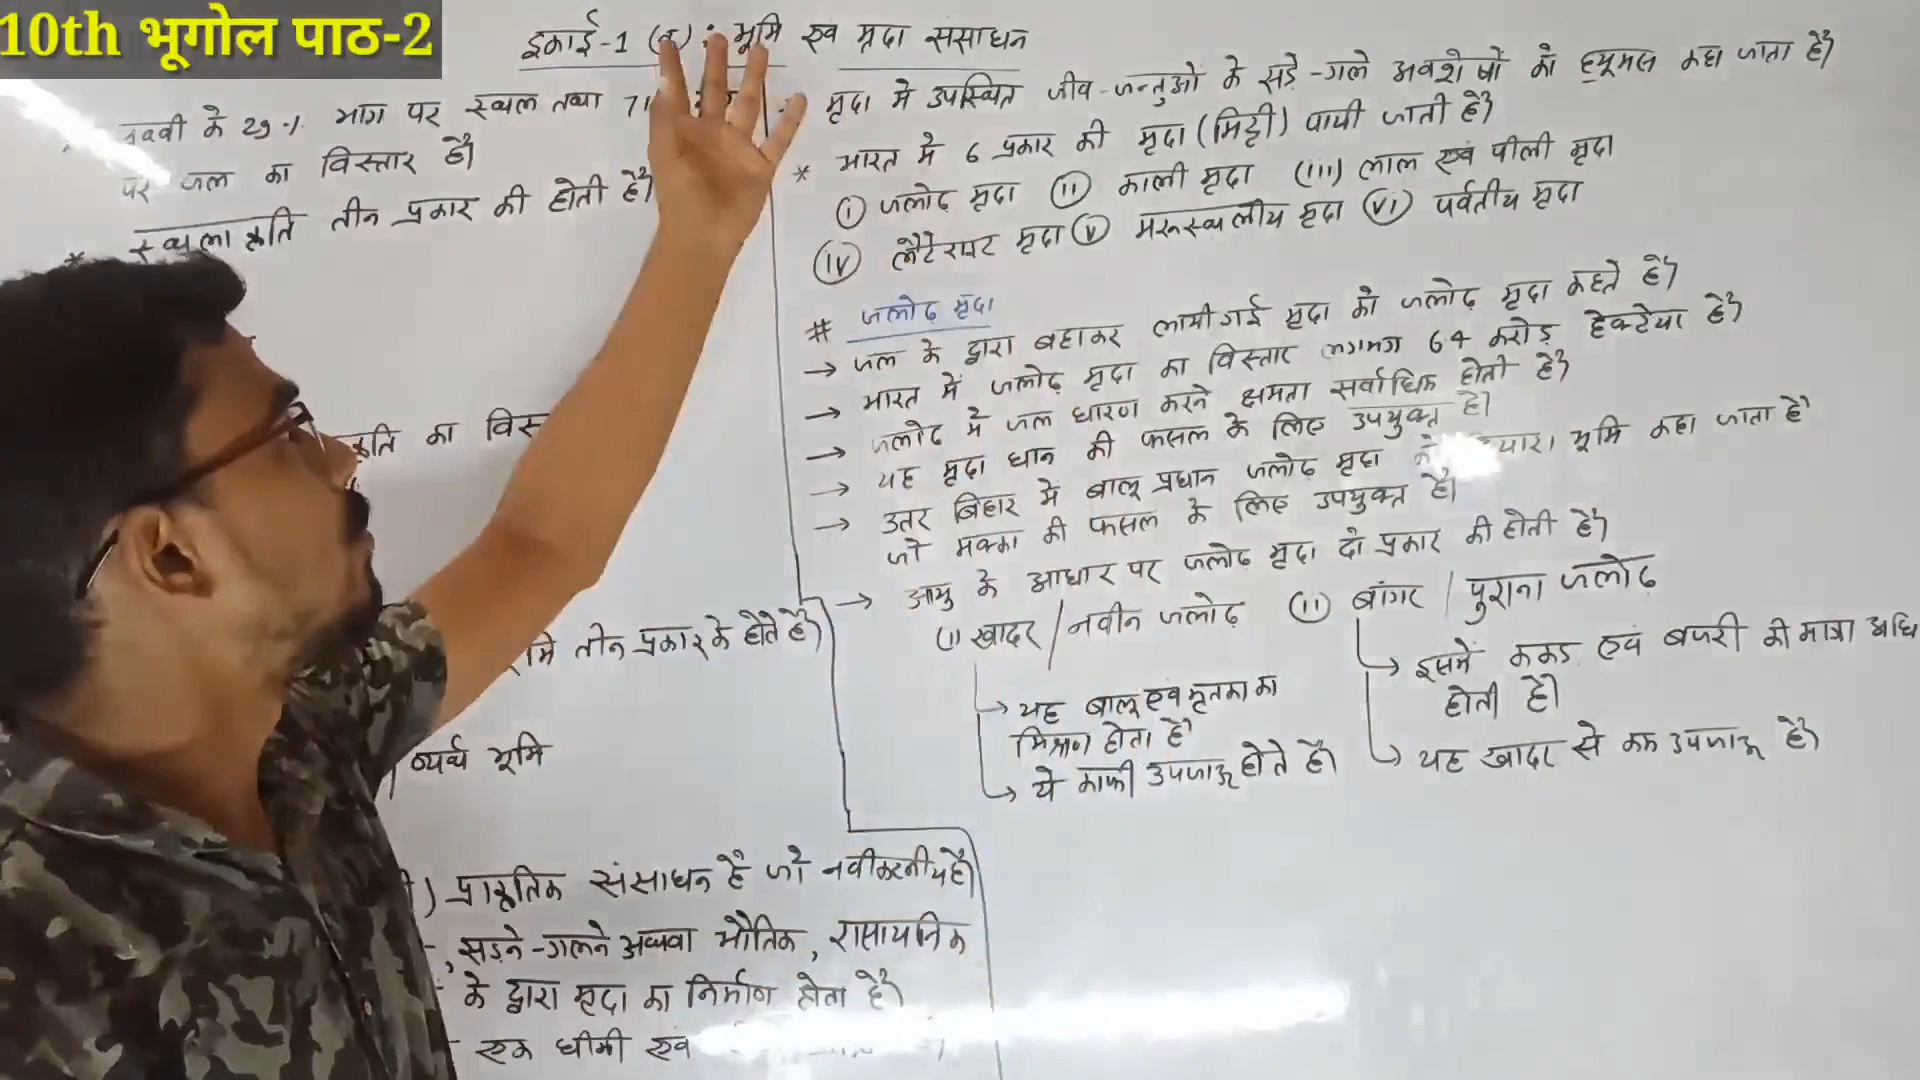 10th भूगोल पाठ-2
इकाई-1 : भूमि एवं मृदा संसाधन
के 29% भाग पर स्थल तथा 71
पर जल का विस्तार है।
* स्थलाकृति तीन प्रकार की होती हैं।
का
तीन प्रकार के होते हैं।
व्यर्थ भूमि
प्राकृतिक संसाधन है जो नवीकरनीय है।
, सड़ने-गलने अथवा भौतिक, रासायनिक
के द्वारा मृदा का निर्माण होता है।
एक धीमी एवं
मृदा में उपस्थित जीव-जन्तुओं के सड़े-गले अवशेषों को ह्यूमस कहा जाता है।
* भारत में 6 प्रकार की मृदा (मिट्टी) पायी जाती है।
(i) जलोढ़ मृदा (ii) काली मृदा (iii) लाल एवं पीली मृदा
(iv) लैटेराइट मृदा (v) मरूस्थलीय मृदा (vi) पर्वतीय मृदा
# जलोढ़ मृदा
→ जल के द्वारा बहाकर लायी गई मृदा को जलोढ़ मृदा कहते हैं।
→ भारत में जलोढ़ मृदा का विस्तार लगभग 64 करोड़ हेक्टेयर है।
→ जलोढ़ में जल धारण करने क्षमता सर्वाधिक होती है।
→ यह मृदा धान की फसल के लिए उपयुक्त है।
→ उत्तर बिहार में बालू प्रधान जलोढ़ मृदा को भूमि कहा जाता है
जो मक्का की फसल के लिए उपयुक्त है।
→ आयु के आधार पर जलोढ़ मृदा दो प्रकार की होती है।
(i) खादर / नवीन जलोढ़ (ii) बांगर / पुराना जलोढ़
→ यह बालू एवं मृतका का
मिश्रण होता है
→ ये काफी उपजाऊ होते है।
→ इसमें कंकड़ एवं बजरी की मात्रा अधि
होती है।
→ यह खादर से कम उपजाऊ है।